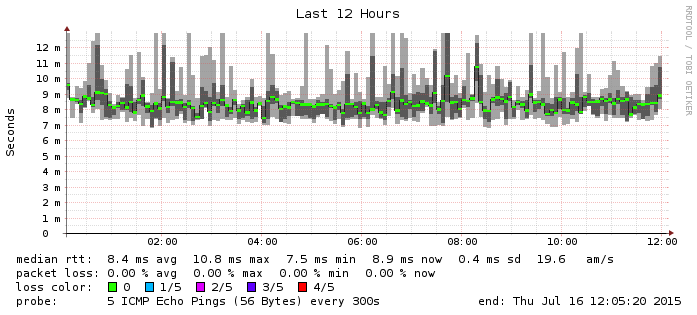 Last 12 Hours
RRDTOOL / TOBI OETIKER
Seconds
12 m
11 m
10 m
9 m
8 m
7 m
6 m
5 m
4 m
3 m
2 m
1 m
0
02:00 04:00 06:00 08:00 10:00 12:00
median rtt: 8.4 ms avg 10.8 ms max 7.5 ms min 8.9 ms now 0.4 ms sd 19.6 am/s
packet loss: 0.00 % avg 0.00 % max 0.00 % min 0.00 % now
loss color: 0 1/5 2/5 3/5 4/5
probe: 5 ICMP Echo Pings (56 Bytes) every 300s end: Thu Jul 16 12:05:20 2015